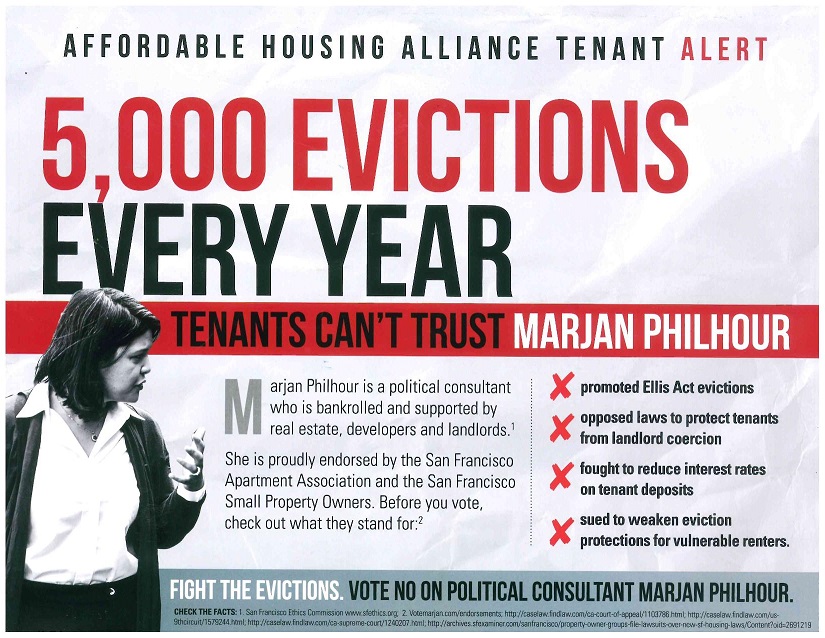 AFFORDABLE HOUSING ALLIANCE TENANT ALERT
5,000 EVICTIONS
EVERY YEAR
TENANTS CAN'T TRUST MARJAN PHILHOUR
Marjan Philhour is a political consultant
who is bankrolled and supported by
real estate, developers and landlords.1
She is proudly endorsed by the San Francisco
Apartment Association and the San Francisco
Small Property Owners. Before you vote,
check out what they stand for:2
✘ promoted Ellis Act evictions
✘ opposed laws to protect tenants
from landlord coercion
✘ fought to reduce interest rates
on tenant deposits
✘ sued to weaken eviction
protections for vulnerable renters.
FIGHT THE EVICTIONS. VOTE NO ON POLITICAL CONSULTANT MARJAN PHILHOUR.
CHECK THE FACTS: 1. San Francisco Ethics Commission www.sfethics.org; 2. Votemarjan.com/endorsements; http://caselaw.findlaw.com/ca-court-of-appeal/1103786.html; http://caselaw.findlaw.com/us-
9thcircuit/1579244.html; http://caselaw.findlaw.com/ca-supreme-court/1240207.html; http://archives.sfexaminer.com/sanfrancisco/property-owner-groups-file-lawsuits-over-new-sf-housing-laws/Content?oid=2691219